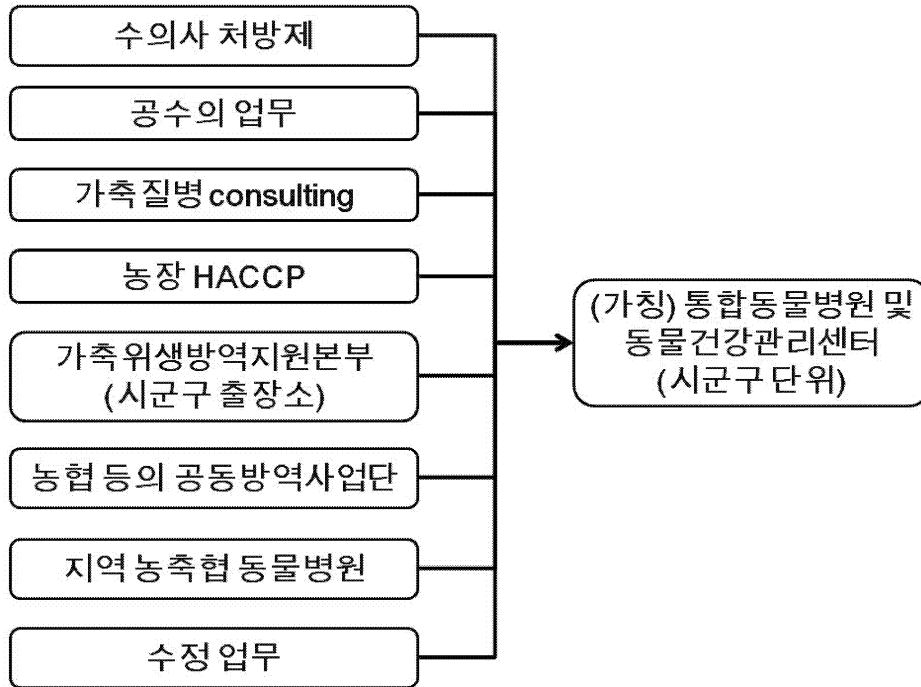 수의사 처방제
공수의 업무
가축질병 consulting
농장 HACCP
가축위생방역지원본부
(시군구 출장소)
농협 등의 공동방역사업단
지역 농축협 동물병원
수정 업무
(가칭) 통합동물병원 및
동물건강관리센터
(시군구 단위)